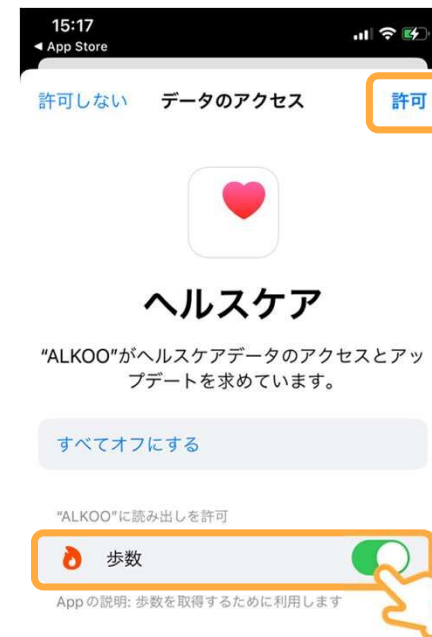 15:17
◀ App Store
許可しない データのアクセス 許可
ヘルスケア
“ALKOO”がヘルスケアデータのアクセスとアッ
プデートを求めています。
すべてオフにする
“ALKOO”に読み出しを許可
歩数
App の説明: 歩数を取得するために利用します